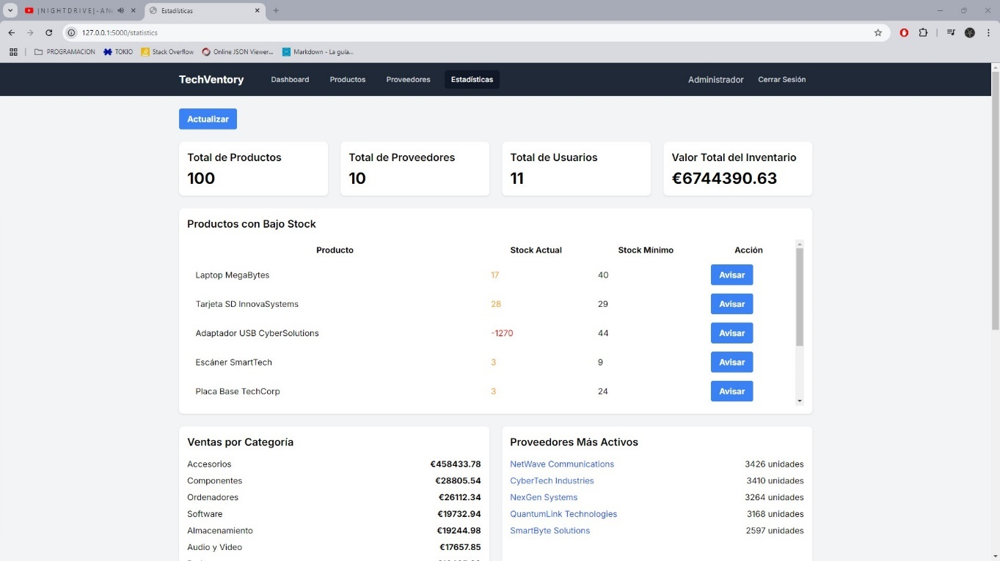 |NIGHTDRIVE|-AN
Estadísticas
127.0.0.1:5000/statistics
PROGRAMACION TOKIO Stack Overflow Online JSON Viewer... Markdown - La guía...
TechVentory Dashboard Productos Proveedores Estadísticas Administrador Cerrar Sesión
Actualizar
Total de Productos
100
Total de Proveedores
10
Total de Usuarios
11
Valor Total del Inventario
€6744390.63
Productos con Bajo Stock
Producto Stock Actual Stock Mínimo Acción
Laptop MegaBytes 17 40 Avisar
Tarjeta SD InnovaSystems 28 29 Avisar
Adaptador USB CyberSolutions -1270 44 Avisar
Escáner SmartTech 3 9 Avisar
Placa Base TechCorp 3 24 Avisar
Ventas por Categoría
Accesorios €458433.78
Componentes €28805.54
Ordenadores €26112.34
Software €19732.94
Almacenamiento €19244.98
Audio y Video €17657.85
Proveedores Más Activos
NetWave Communications 3426 unidades
CyberTech Industries 3410 unidades
NexGen Systems 3264 unidades
QuantumLink Technologies 3168 unidades
SmartByte Solutions 2597 unidades